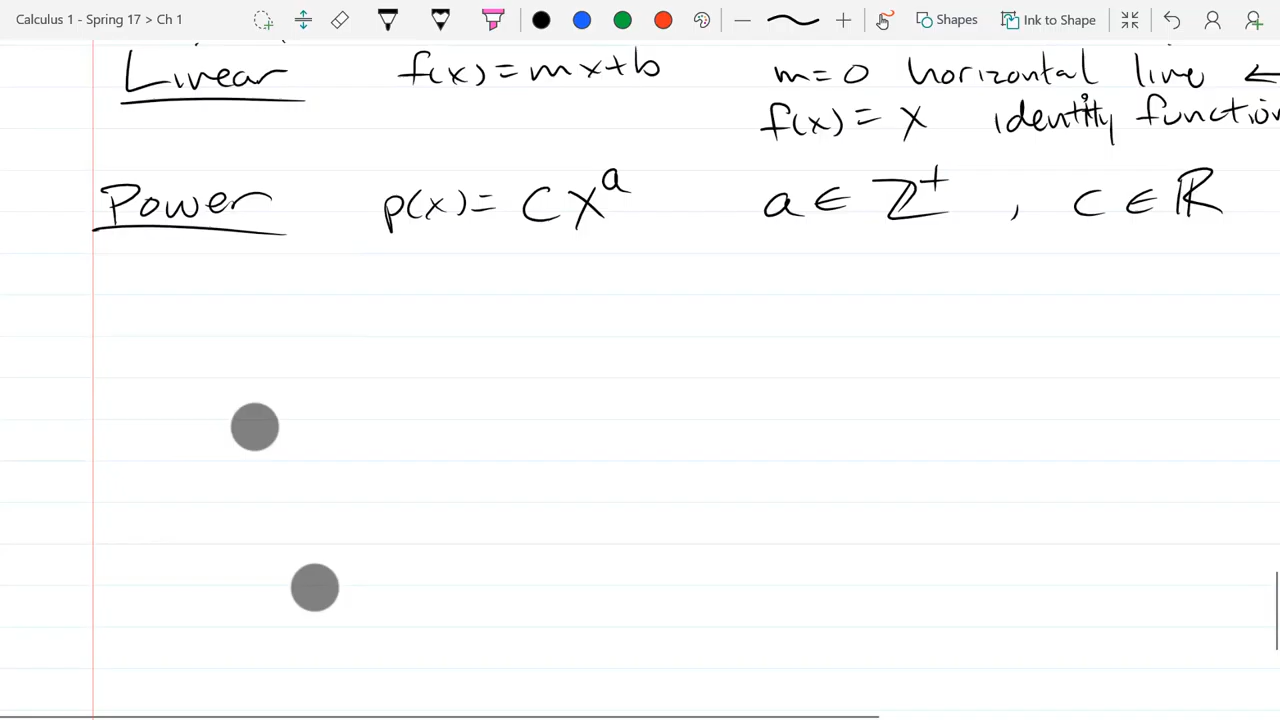 Calculus 1 - Spring 17 > Ch 1 Shapes Ink to Shape
Linear f(x) = mx+b m=0 horizontal line ←
f(x) = x identity function
Power p(x) = Cx^a a ∈ ℤ^+ , c ∈ ℝ